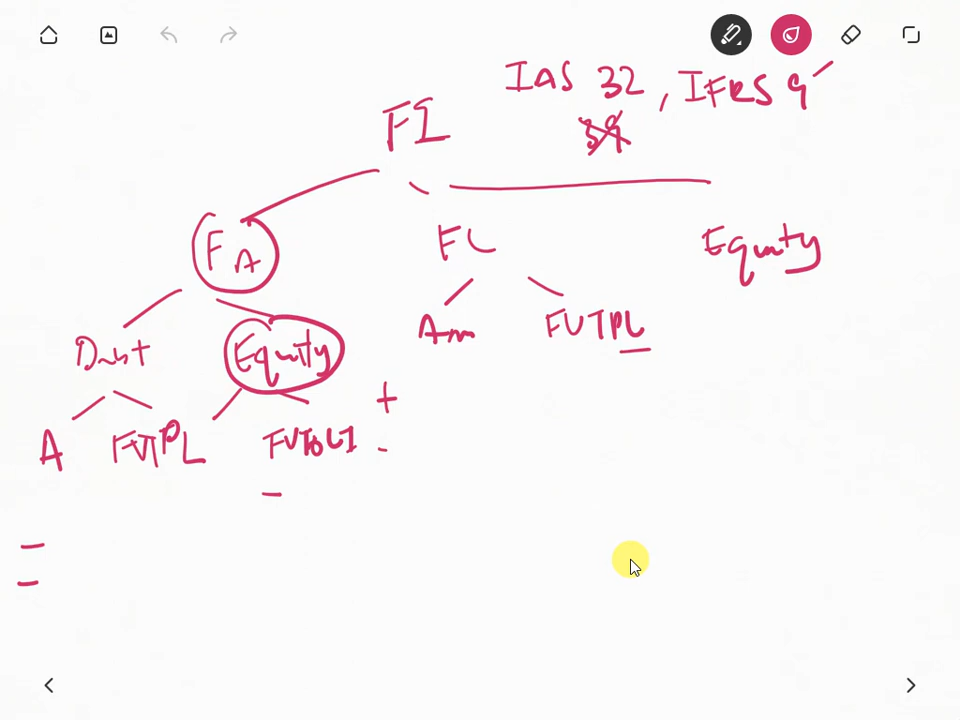 IAS 32, IFRS 9
39
FI
FA FL Equity
Debt Equity Am FVTPL
A FVTPL FVTOCI